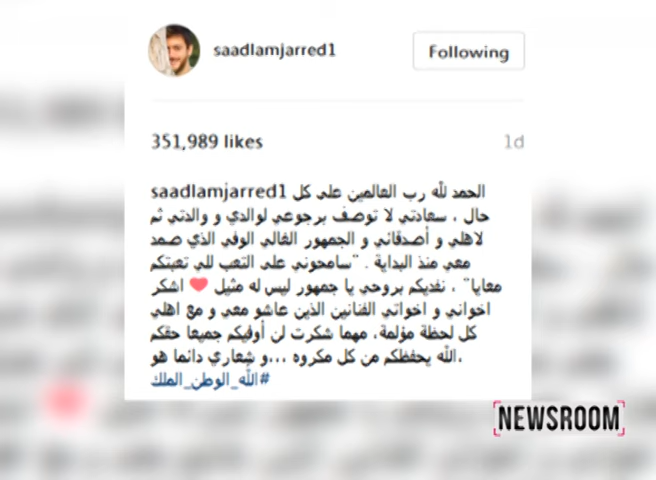 saadlamjarred1
Following
351,989 likes
1d
saadlamjarred1 الحمد لله رب العالمين على كل
حال ، سعادتي لا توصف برجوعي لوالدي و والدتي ثم
لاهلي و أصدقائي و الجمهور الغالي الوفي الذي صمد
معي منذ البداية . "سامحوني على التعب للي تعبتكم
معايا" ، نفديكم بروحي يا جمهور ليس له مثيل ❤ اشكر
اخواني و اخواتي الفنانين الذين عاشو معي و مع اهلي
كل لحظة مؤلمة، مهما شكرت لن أوفيكم جميعا حقكم
،الله يحفظكم من كل مكروه ...و شعاري دائما هو
#الله_الوطن_الملك
NEWSROOM